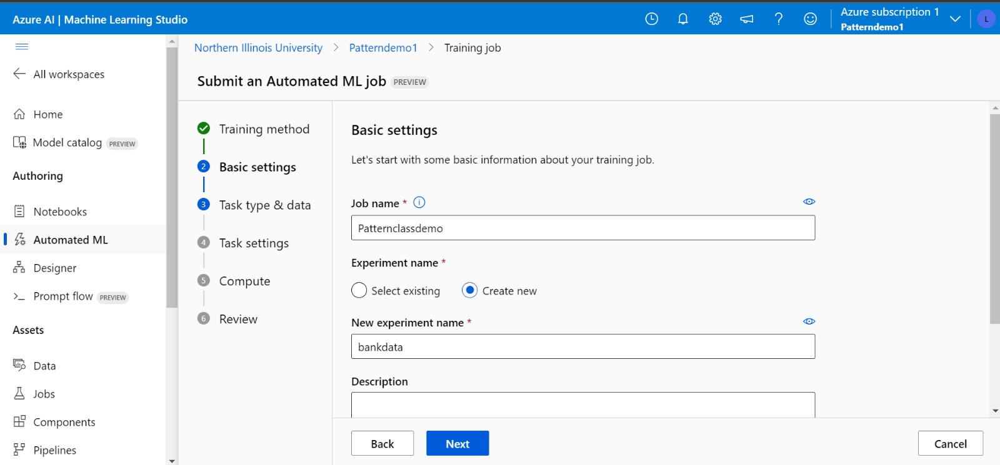 Azure AI | Machine Learning Studio
Azure subscription 1
Patterndemo1
L
All workspaces
Home
Model catalog PREVIEW
Authoring
Notebooks
Automated ML
Designer
Prompt flow PREVIEW
Assets
Data
Jobs
Components
Pipelines
Northern Illinois University > Patterndemo1 > Training job
Submit an Automated ML job PREVIEW
Training method
2 Basic settings
3 Task type & data
4 Task settings
5 Compute
6 Review
Basic settings
Let's start with some basic information about your training job.
Job name *
Patternclassdemo
Experiment name *
Select existing
Create new
New experiment name *
bankdata
Description
Back
Next
Cancel